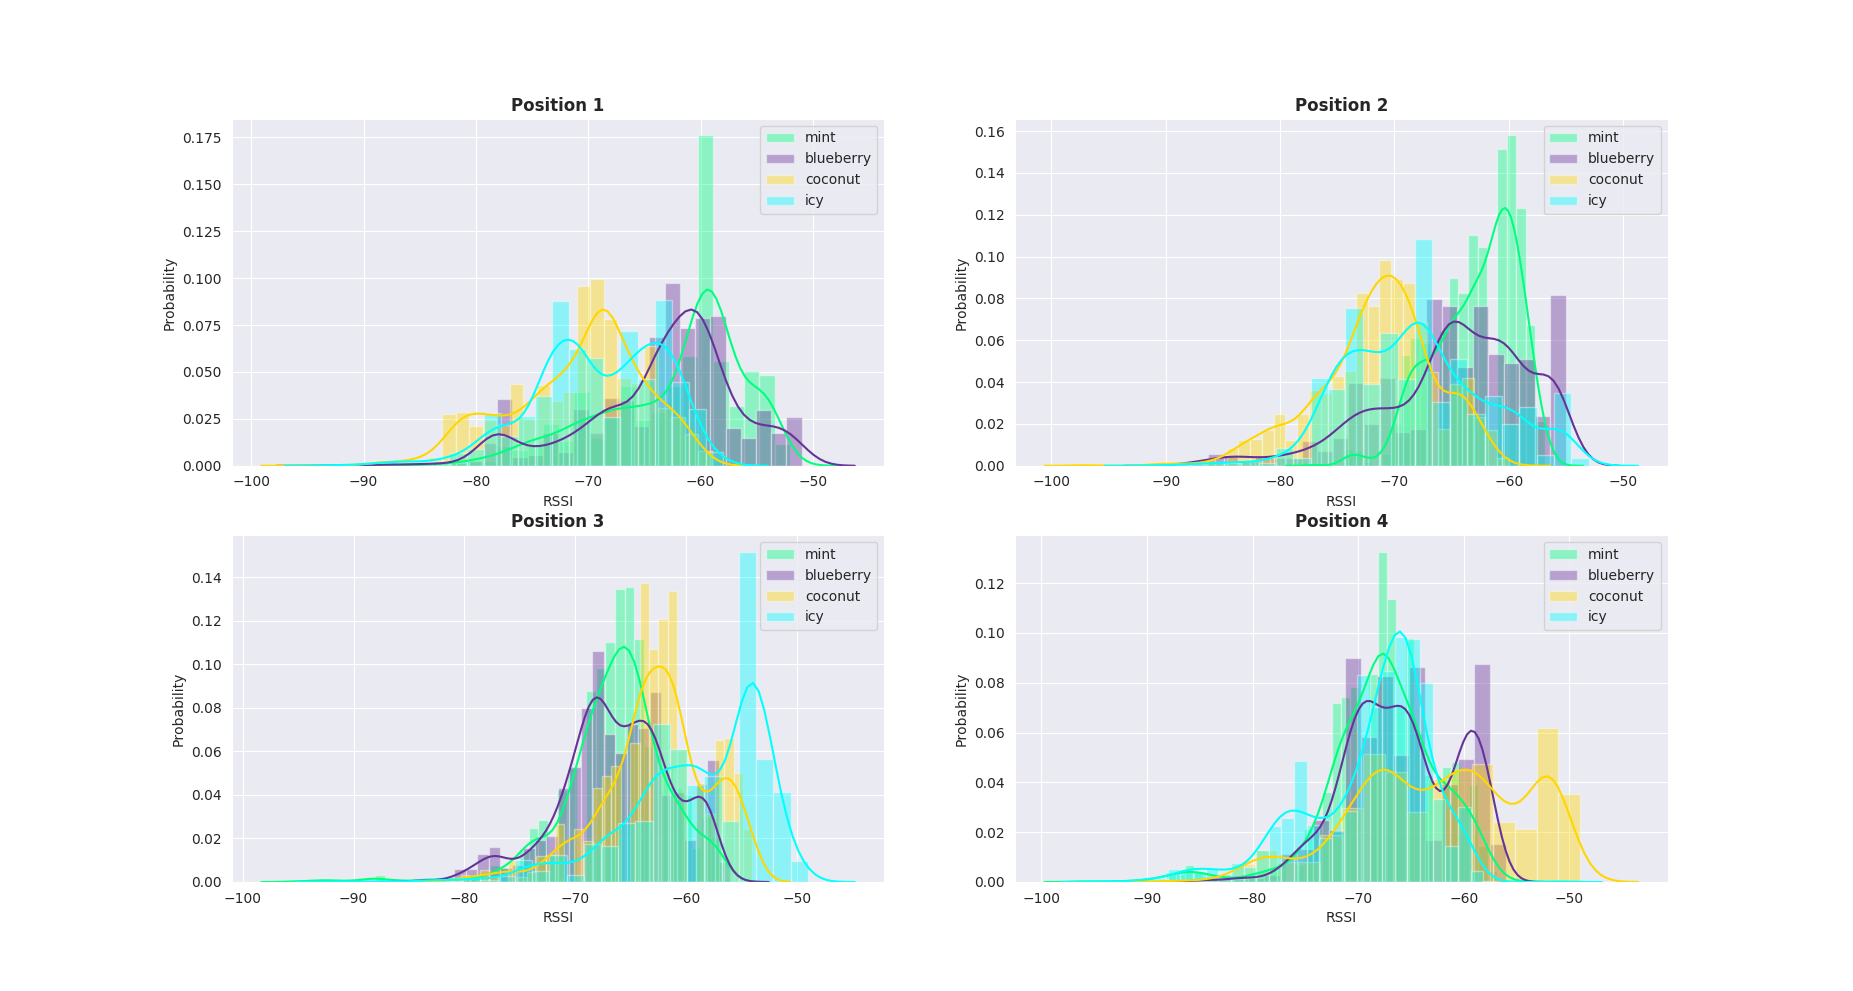 Position 1
0.175
0.150
0.125
0.100
0.075
0.050
0.025
0.000
Probability
mint
blueberry
coconut
icy
−100
−90
−80
−70
−60
−50
RSSI
Position 2
0.16
0.14
0.12
0.10
0.08
0.06
0.04
0.02
0.00
Probability
mint
blueberry
coconut
icy
−100
−90
−80
−70
−60
−50
RSSI
Position 3
0.14
0.12
0.10
0.08
0.06
0.04
0.02
0.00
Probability
mint
blueberry
coconut
icy
−100
−90
−80
−70
−60
−50
RSSI
Position 4
0.12
0.10
0.08
0.06
0.04
0.02
0.00
Probability
mint
blueberry
coconut
icy
−100
−90
−80
−70
−60
−50
RSSI